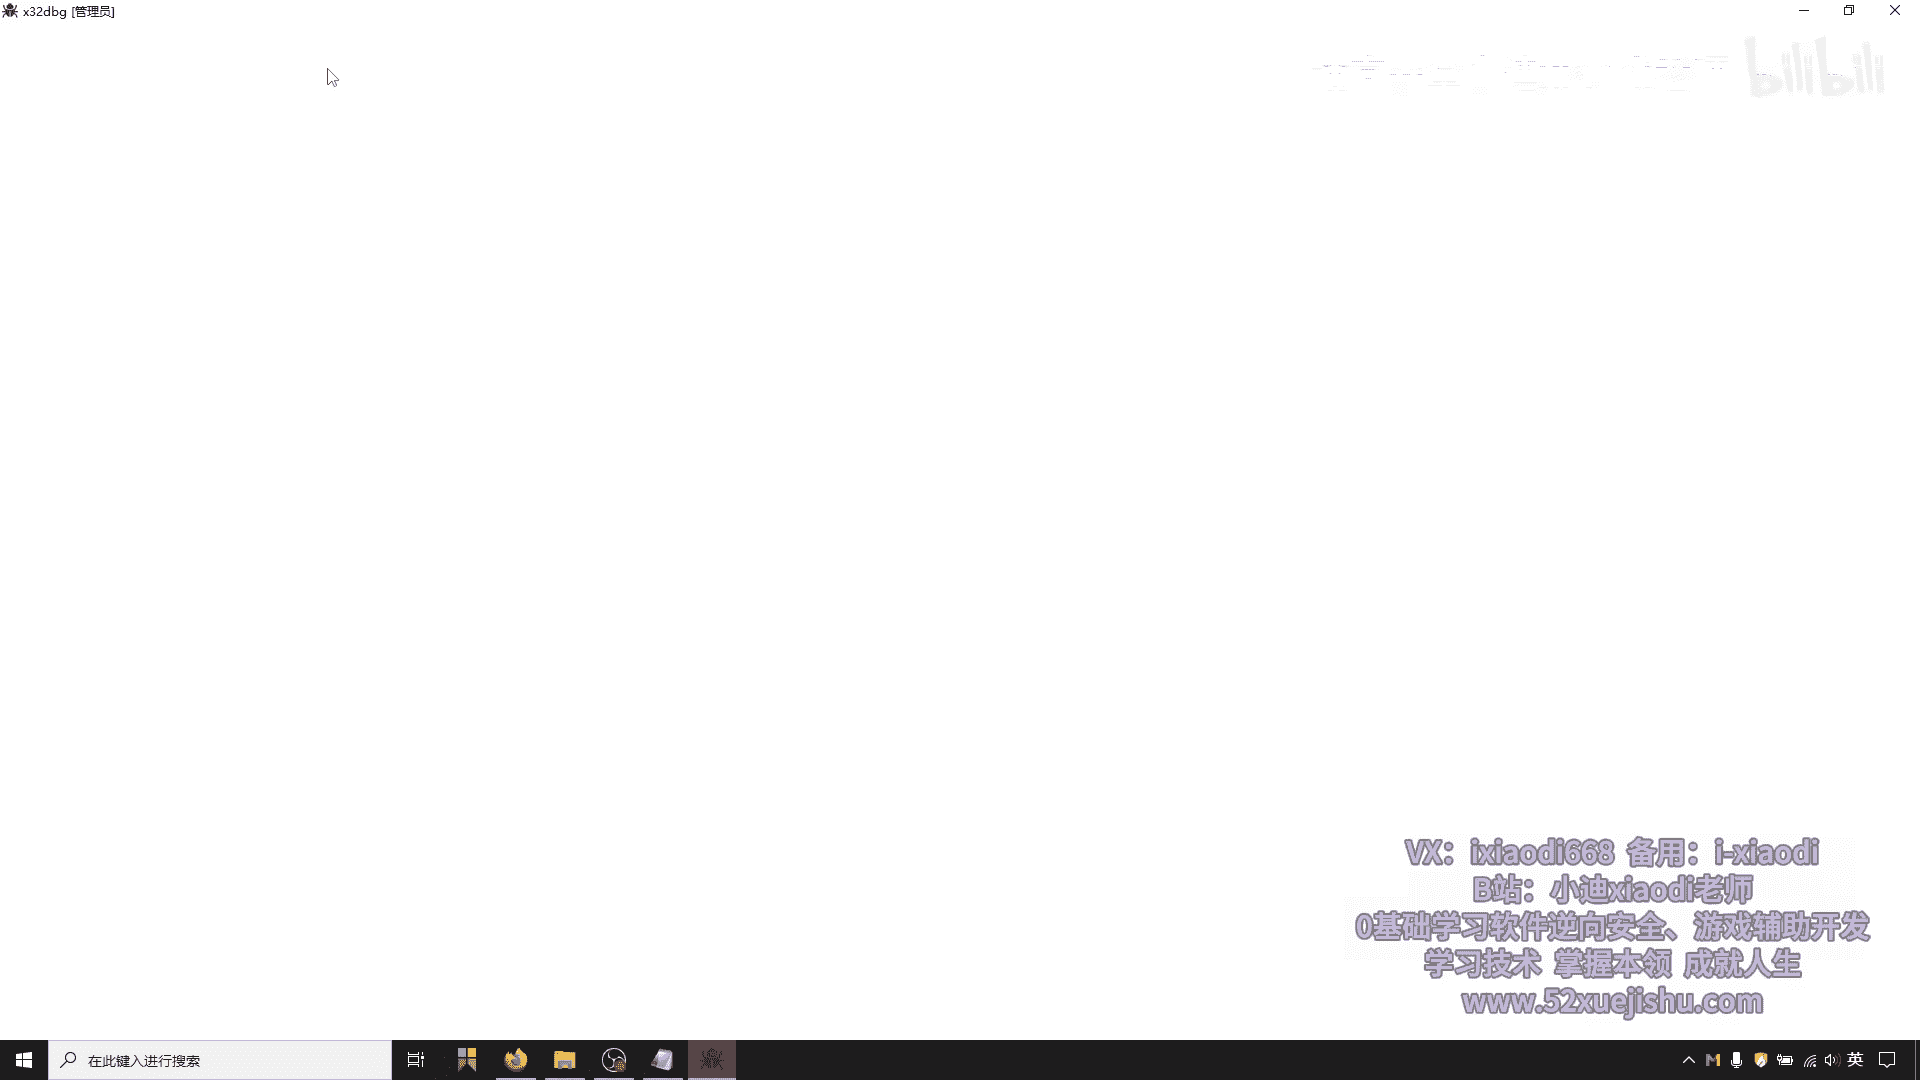 x32dbg [管理员]
bilibili
VX：ixiaodi668 备用：i-xiaodi
B站：小迪xiaodi老师
0基础学习软件逆向安全、游戏辅助开发
学习技术 掌握本领 成就人生
www.52xuejishu.com
在此键入进行搜索
英